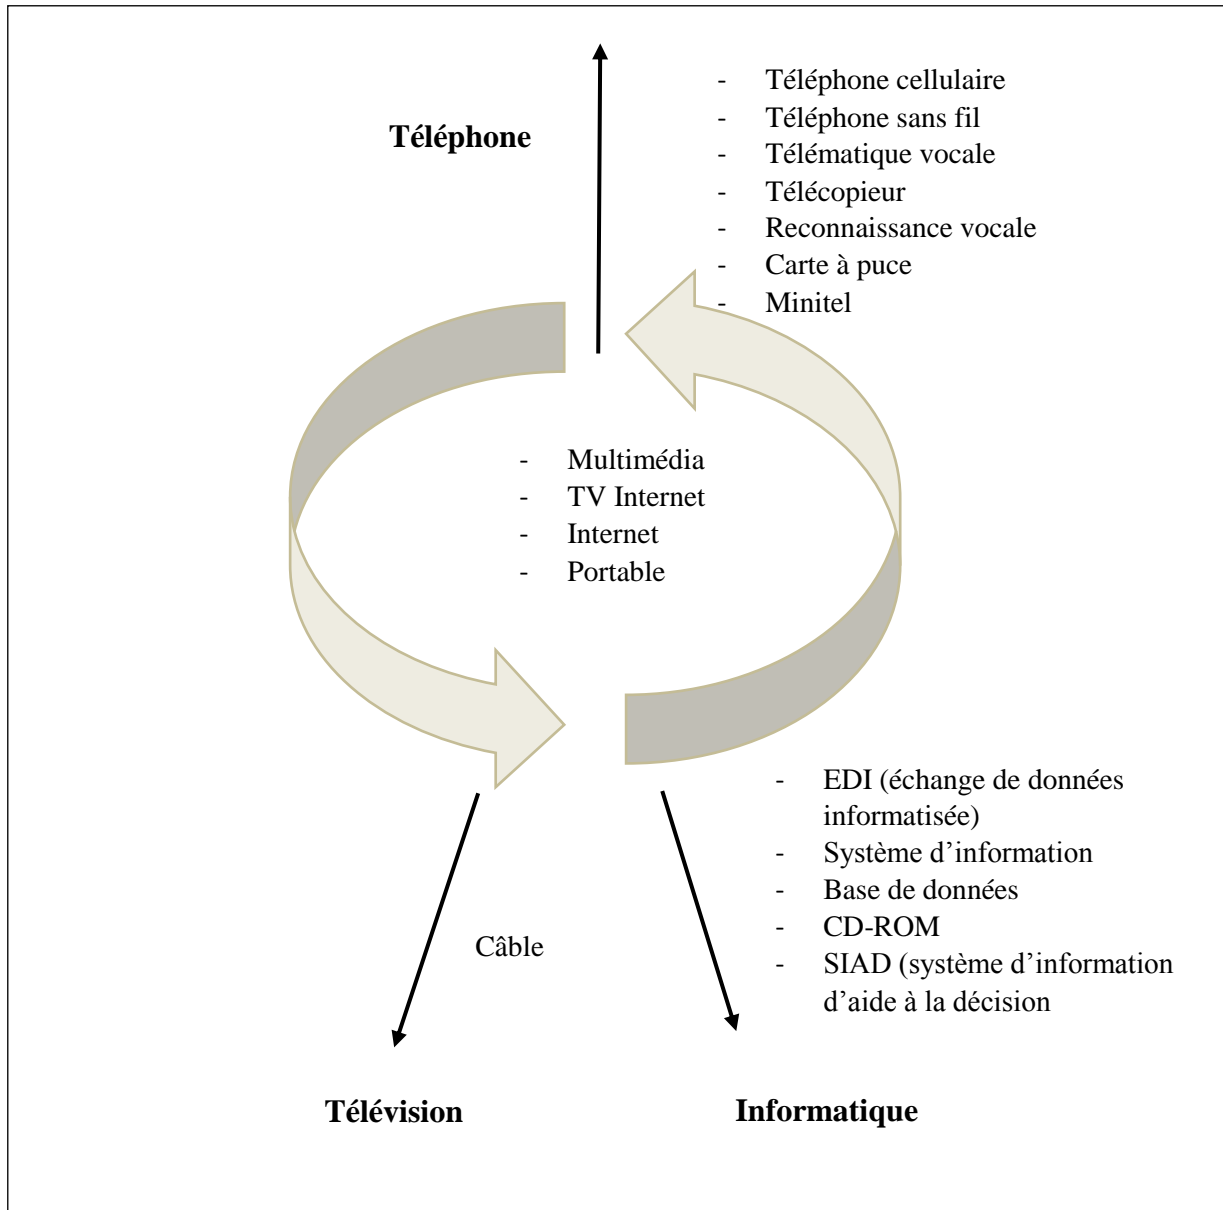 Téléphone
- Téléphone cellulaire
- Téléphone sans fil
- Télématique vocale
- Télécopieur
- Reconnaissance vocale
- Carte à puce
- Minitel
- Multimédia
- TV Internet
- Internet
- Portable
- EDI (échange de données
informatisée)
- Système d’information
- Base de données
- CD-ROM
- SIAD (système d’information
d’aide à la décision
Câble
Télévision
Informatique